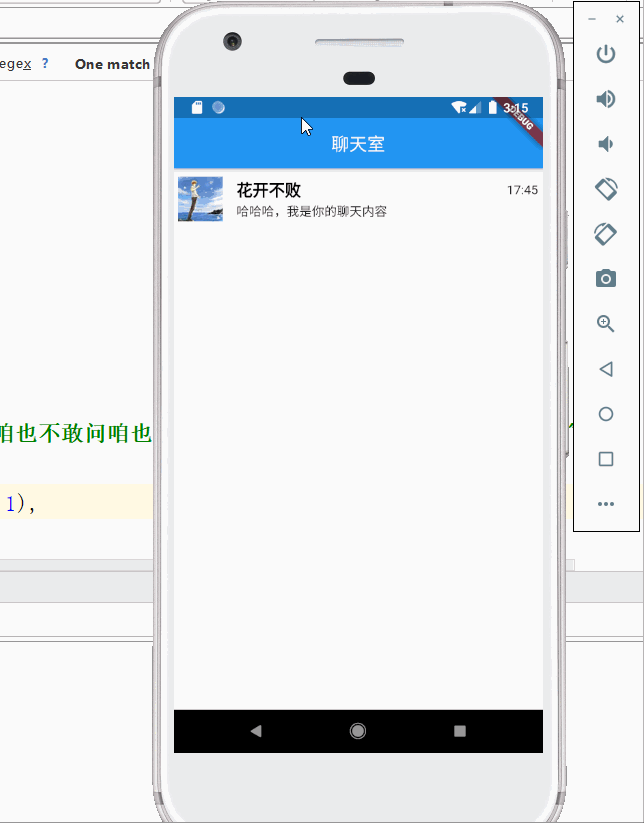 egex ?
One match
3:15
DEBUG
聊天室
花开不败
17:45
哈哈哈，我是你的聊天内容
咱也不敢问咱也
1),